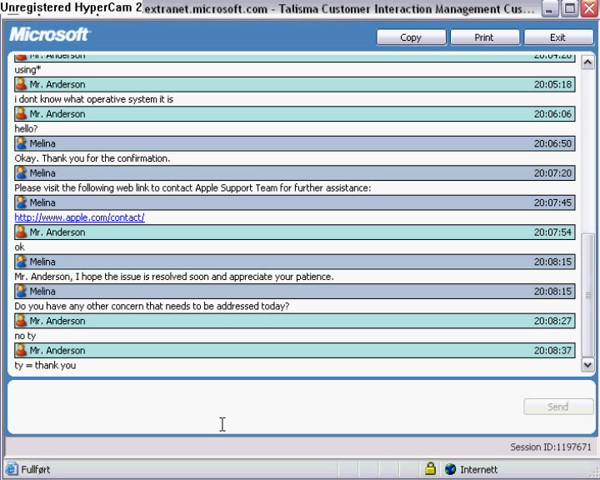 Unregistered HyperCam 2 extranet.microsoft.com - Talisma Customer Interaction Management Cus...
Microsoft Copy Print Exit
Mr. Anderson 20:04:26
using*
Mr. Anderson 20:05:18
i dont know what operative system it is
Mr. Anderson 20:06:06
hello?
Melina 20:06:50
Okay. Thank you for the confirmation.
Melina 20:07:20
Please visit the following web link to contact Apple Support Team for further assistance:
Melina 20:07:45
http://www.apple.com/contact/
Mr. Anderson 20:07:54
ok
Melina 20:08:15
Mr. Anderson, I hope the issue is resolved soon and appreciate your patience.
Melina 20:08:15
Do you have any other concern that needs to be addressed today?
Mr. Anderson 20:08:27
no ty
Mr. Anderson 20:08:37
ty = thank you
Send
Session ID:1197671
Fullført Internett